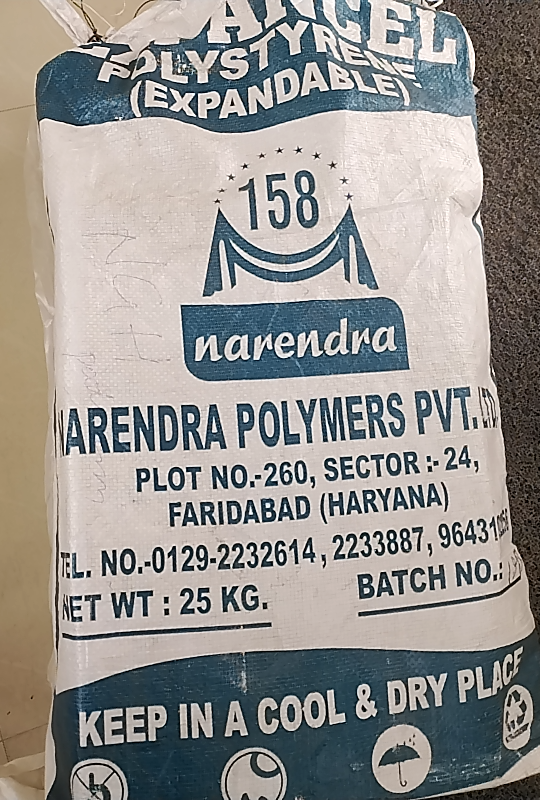 POLYSTYRENE
(EXPANDABLE)
158
narendra
NARENDRA POLYMERS PVT. LTD.
PLOT NO.-260, SECTOR :- 24,
FARIDABAD (HARYANA)
TEL. NO.-0129-2232614, 2233887,
NET WT : 25 KG.
BATCH NO.:
KEEP IN A COOL & DRY PLACE